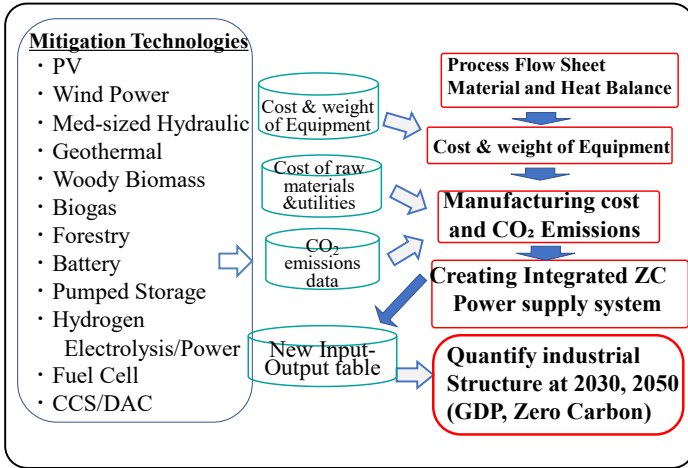 Mitigation Technologies
・ PV
・ Wind Power
・ Med-sized Hydraulic
・ Geothermal
・ Woody Biomass
・ Biogas
・ Forestry
・ Battery
・ Pumped Storage
・ Hydrogen
Electrolysis/Power
・ Fuel Cell
・ CCS/DAC
Cost & weight
of Equipment
Cost of raw
materials
&utilities
CO₂
emissions
data
New Input-
Output table
Process Flow Sheet
Material and Heat Balance
Cost & weight of Equipment
Manufacturing cost
and CO₂ Emissions
Creating Integrated ZC
Power supply system
Quantify industrial
Structure at 2030, 2050
(GDP, Zero Carbon)